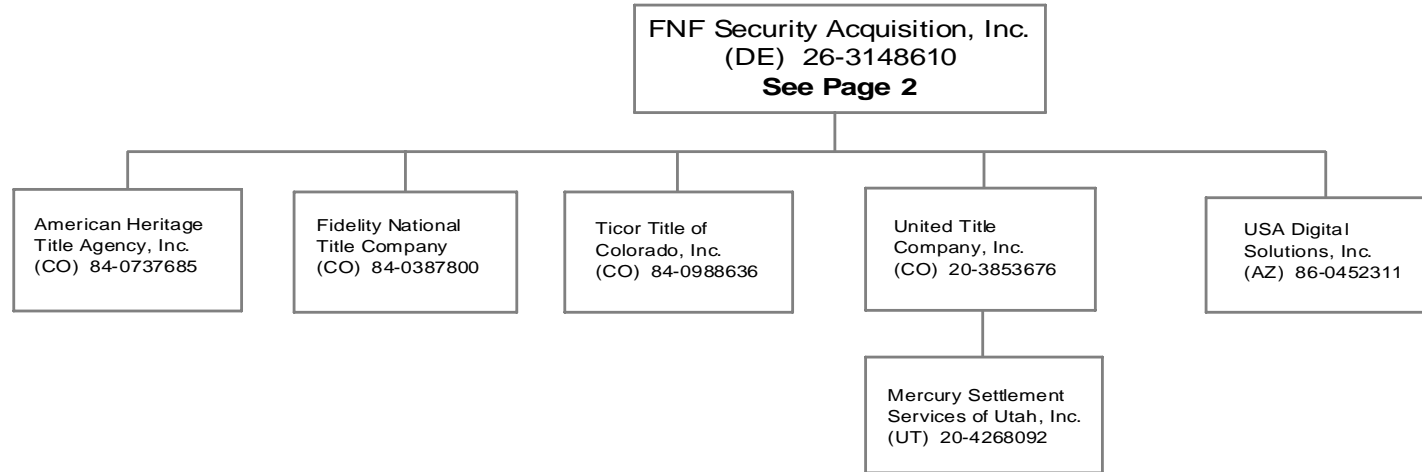 FNF Security Acquisition, Inc.
(DE) 26-3148610
See Page 2
American Heritage
Title Agency, Inc.
(CO) 84-0737685
Fidelity National
Title Company
(CO) 84-0387800
Ticor Title of
Colorado, Inc.
(CO) 84-0988636
United Title
Company, Inc.
(CO) 20-3853676
USA Digital
Solutions, Inc.
(AZ) 86-0452311
Mercury Settlement
Services of Utah, Inc.
(UT) 20-4268092